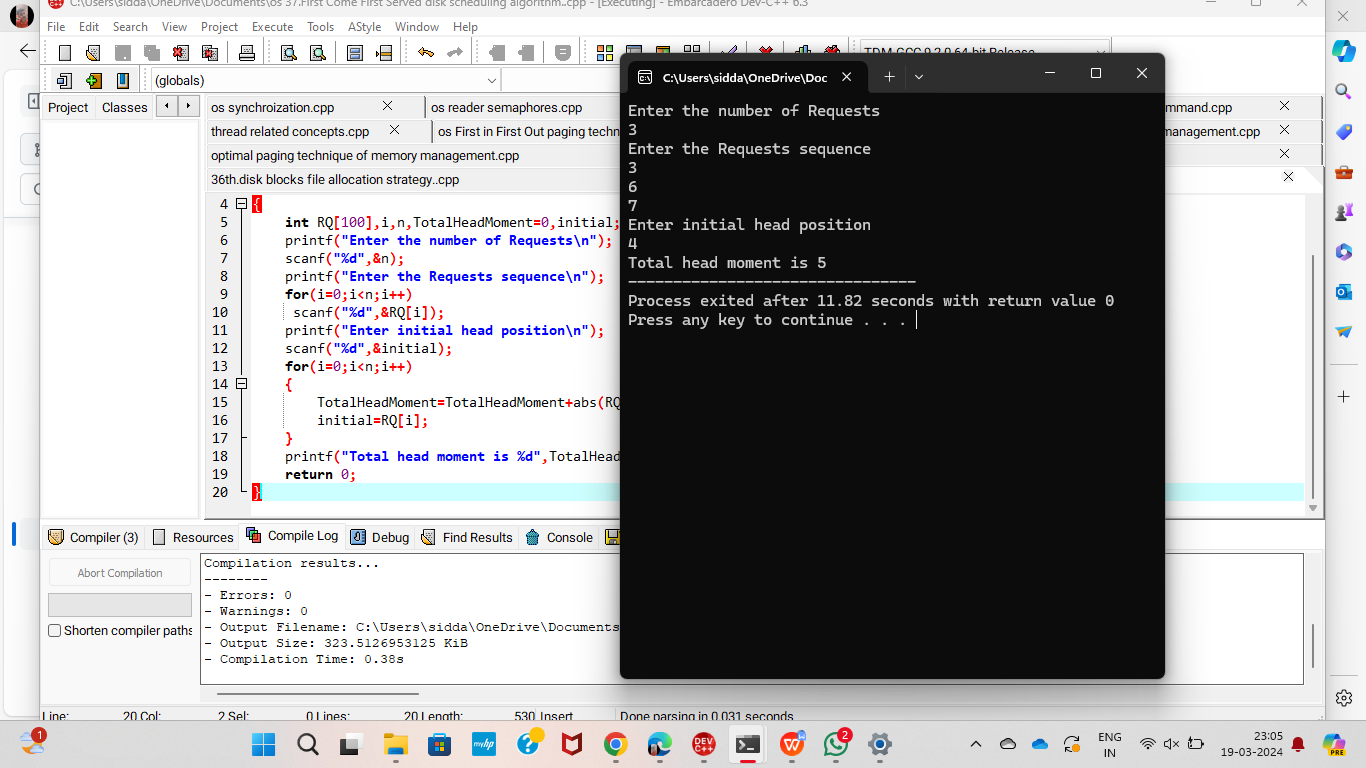 C:\Users\sidda\OneDrive\Documents\os 37.First Come First Served disk scheduling algorithm..cpp - [Executing] - Embarcadero Dev-C++ 6.3
File Edit Search View Project Execute Tools AStyle Window Help
TDM-GCC 9.2.0 64-bit Release
(globals)
Project Classes
os synchroization.cpp
os reader semaphores.cpp
mmand.cpp
thread related concepts.cpp
os First in First Out paging techn
management.cpp
optimal paging technique of memory management.cpp
36th.disk blocks file allocation strategy..cpp
4 {
5 int RQ[100],i,n,TotalHeadMoment=0,initial;
6 printf("Enter the number of Requests\n");
7 scanf("%d",&n);
8 printf("Enter the Requests sequence\n");
9 for(i=0;i<n;i++)
10 scanf("%d",&RQ[i]);
11 printf("Enter initial head position\n");
12 scanf("%d",&initial);
13 for(i=0;i<n;i++)
14 {
15 TotalHeadMoment=TotalHeadMoment+abs(RQ
16 initial=RQ[i];
17 }
18 printf("Total head moment is %d",TotalHead
19 return 0;
20 }
C:\Users\sidda\OneDrive\Doc
Enter the number of Requests
3
Enter the Requests sequence
3
6
7
Enter initial head position
4
Total head moment is 5
--------------------------------
Process exited after 11.82 seconds with return value 0
Press any key to continue . . .
Compiler (3) Resources Compile Log Debug Find Results Console
Abort Compilation
Shorten compiler paths
Compilation results...
--------
- Errors: 0
- Warnings: 0
- Output Filename: C:\Users\sidda\OneDrive\Documents
- Output Size: 323.5126953125 KiB
- Compilation Time: 0.38s
Line: 20 Col: 2 Sel: 0 Lines: 20 Length: 530 Insert Done parsing in 0.031 seconds
1
myhp
?
DEV C++
W
2
ENG
IN
23:05
19-03-2024
PRE